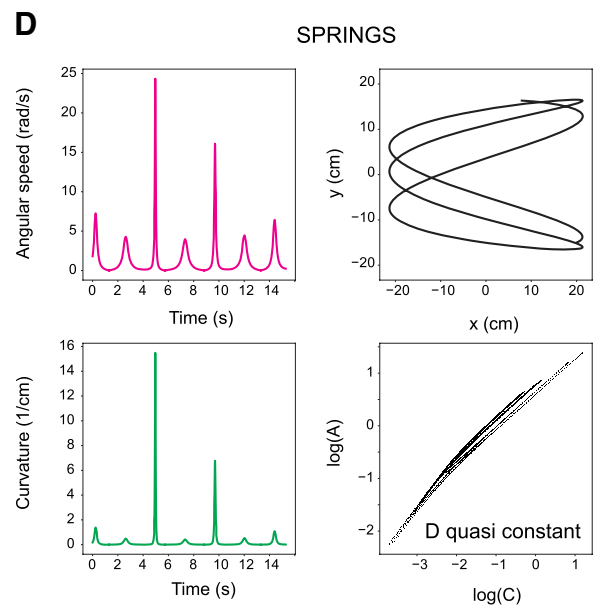 D
SPRINGS
Angular speed (rad/s)
25
20
15
10
5
0
0 2 4 6 8 10 12 14
Time (s)
y (cm)
20
10
0
−10
−20
−20 −10 0 10 20
x (cm)
Curvature (1/cm)
16
14
12
10
8
6
4
2
0
0 2 4 6 8 10 12 14
Time (s)
log(A)
0
−1
−2
D quasi constant
−3 −2 −1 0 1
log(C)